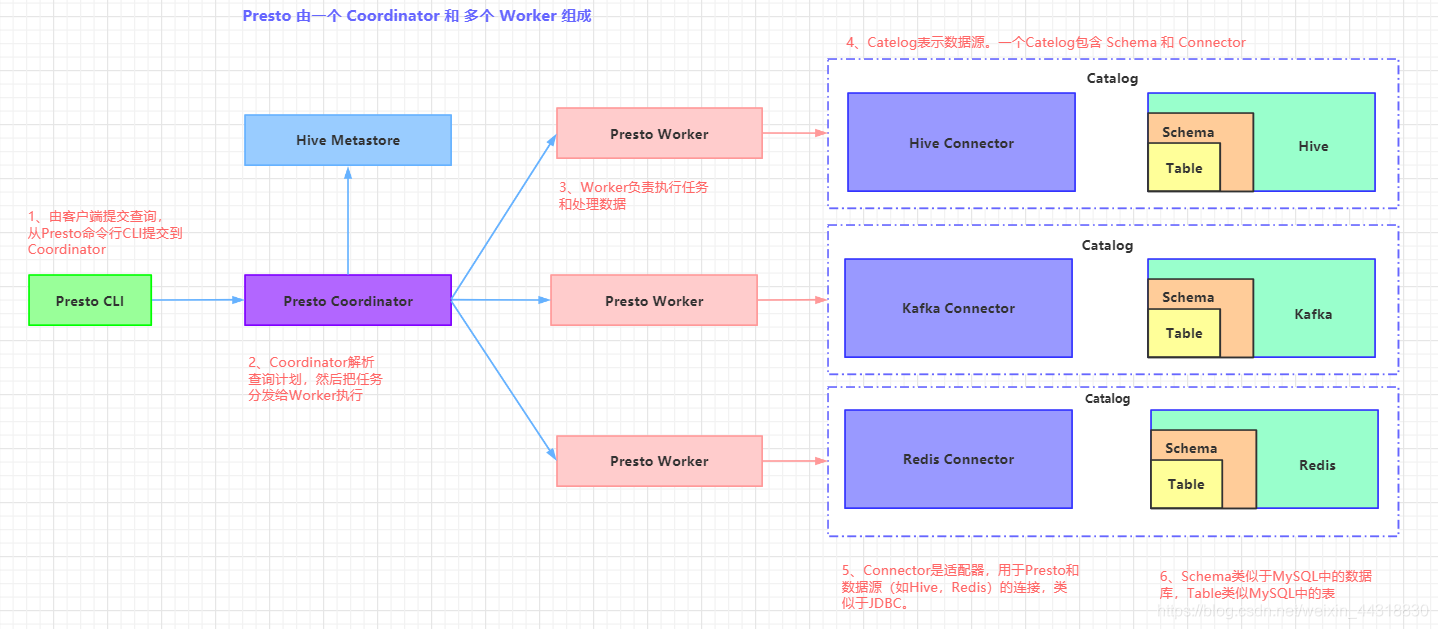 Presto 由一个 Coordinator 和 多个 Worker 组成
4、Catelog表示数据源。一个Catelog包含 Schema 和 Connector
Catalog
Hive Metastore
Presto Worker
Hive Connector
Schema
Table
Hive
3、Worker负责执行任务
和处理数据
1、由客户端提交查询，
从Presto命令行CLI提交到
Coordinator
Presto CLI
Presto Coordinator
Presto Worker
Catalog
Kafka Connector
Schema
Table
Kafka
2、Coordinator解析
查询计划，然后把任务
分发给Worker执行
Presto Worker
Catalog
Redis Connector
Schema
Table
Redis
5、Connector是适配器，用于Presto和
数据源（如Hive，Redis）的连接，类
似于JDBC。
6、Schema类似于MySQL中的数据
库，Table类似MySQL中的表
https://blog.csdn.net/weixin_44318830